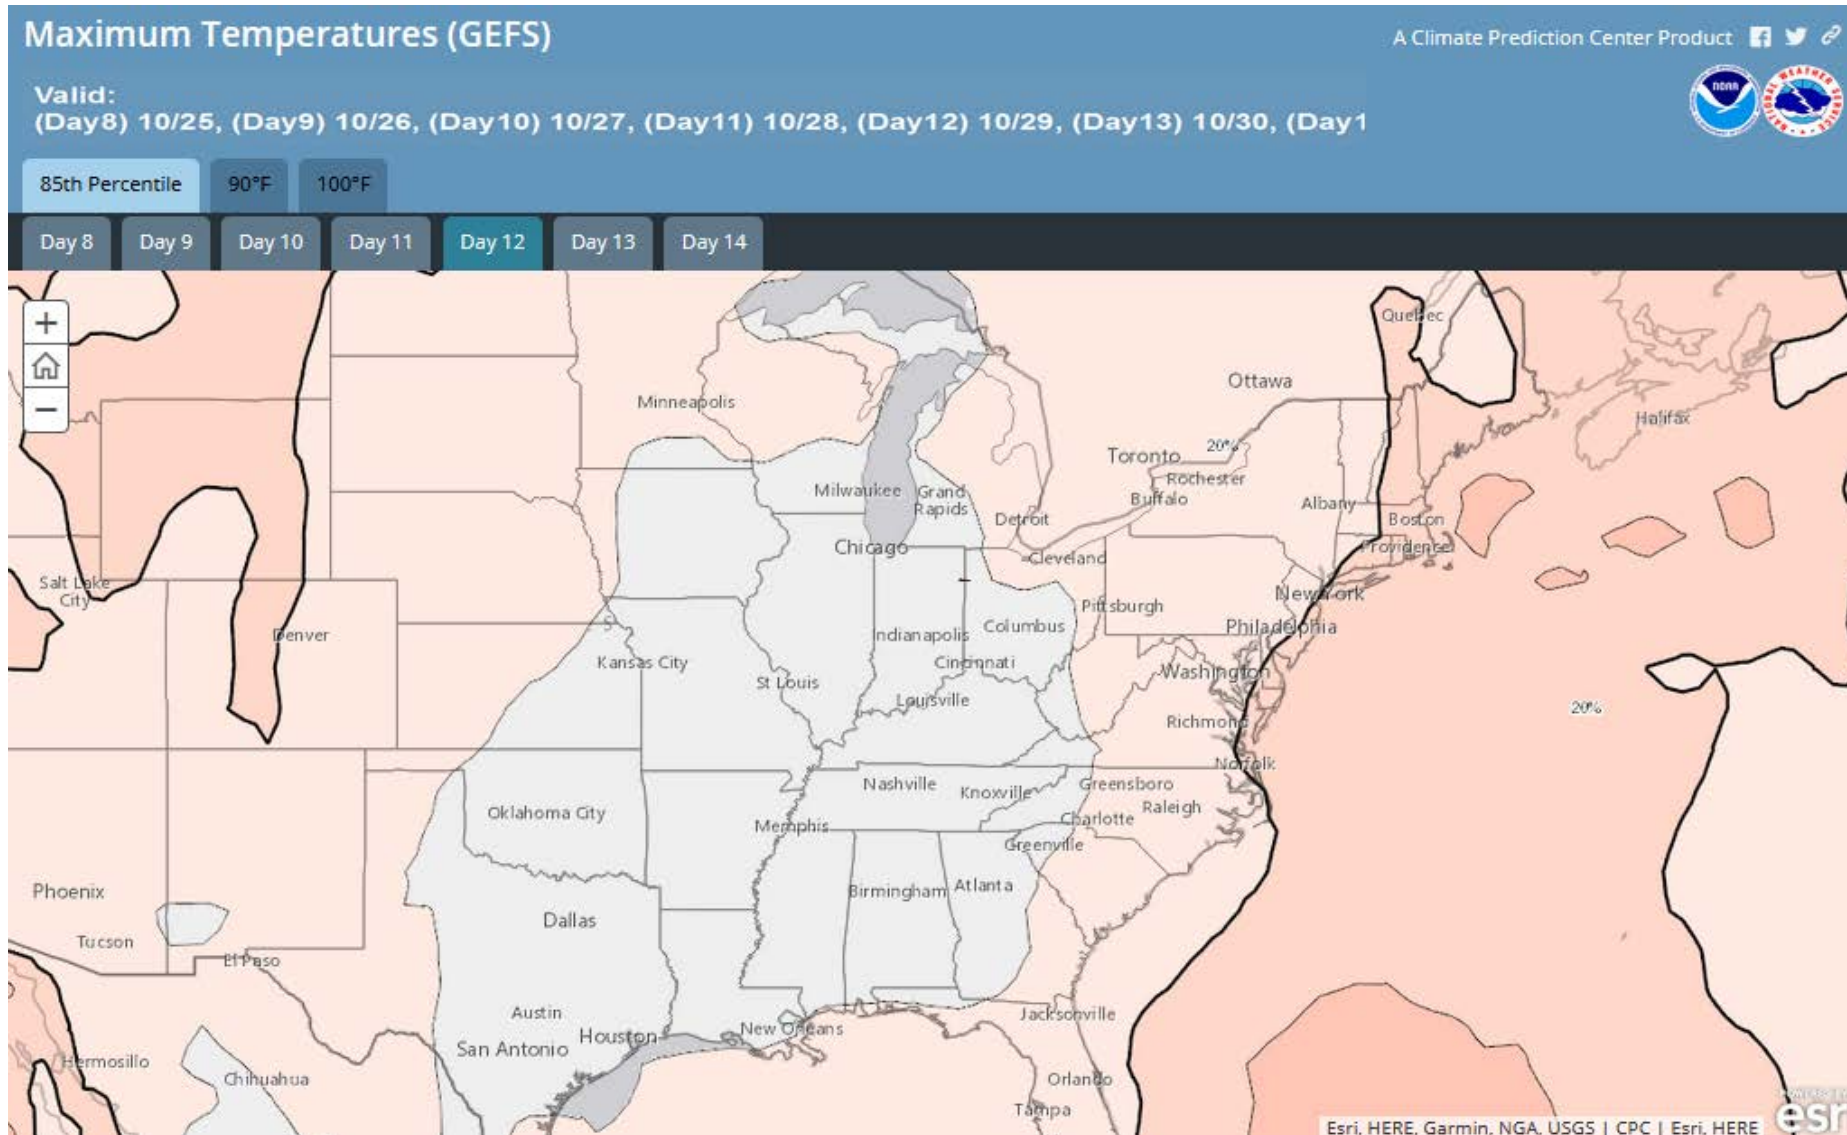 Maximum Temperatures (GEFS)
A Climate Prediction Center Product
Valid:
(Day8) 10/25, (Day9) 10/26, (Day10) 10/27, (Day11) 10/28, (Day12) 10/29, (Day13) 10/30, (Day1
NOAA
NATIONAL WEATHER SERVICE
85th Percentile
90°F
100°F
Day 8
Day 9
Day 10
Day 11
Day 12
Day 13
Day 14
+
−
Quebec
Ottawa
Minneapolis
Halifax
20%
Toronto
Rochester
Buffalo
Albany
Milwaukee
Grand
Rapids
Detroit
Boston
Providence
Chicago
Cleveland
Salt Lake
City
New York
Pittsburgh
Philadelphia
Denver
Indianapolis
Columbus
Kansas City
Cincinnati
Washington
St Louis
Louisville
20%
Richmond
Norfolk
Nashville
Knoxville
Greensboro
Raleigh
Oklahoma City
Memphis
Charlotte
Greenville
Phoenix
Birmingham
Atlanta
Dallas
Tucson
El Paso
Austin
Jacksonville
Houston
New Orleans
San Antonio
Hermosillo
Chihuahua
Orlando
Tampa
esri
Esri, HERE, Garmin, NGA, USGS | CPC | Esri, HERE